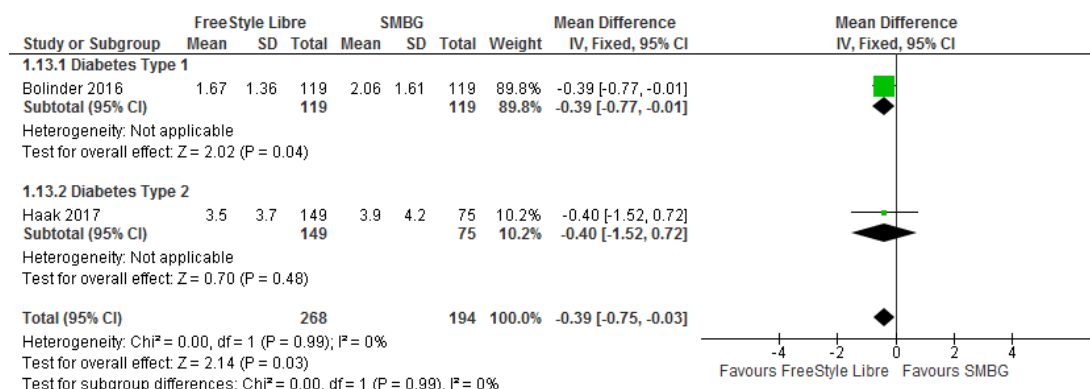 FreeStyle Libre SMBG Mean Difference Mean Difference
Study or Subgroup Mean SD Total Mean SD Total Weight IV, Fixed, 95% CI IV, Fixed, 95% CI
1.13.1 Diabetes Type 1
Bolinder 2016 1.67 1.36 119 2.06 1.61 119 89.8% -0.39 [-0.77, -0.01]
Subtotal (95% CI) 119 119 89.8% -0.39 [-0.77, -0.01]
Heterogeneity: Not applicable
Test for overall effect: Z = 2.02 (P = 0.04)
1.13.2 Diabetes Type 2
Haak 2017 3.5 3.7 149 3.9 4.2 75 10.2% -0.40 [-1.52, 0.72]
Subtotal (95% CI) 149 75 10.2% -0.40 [-1.52, 0.72]
Heterogeneity: Not applicable
Test for overall effect: Z = 0.70 (P = 0.48)
Total (95% CI) 268 194 100.0% -0.39 [-0.75, -0.03]
Heterogeneity: Chi² = 0.00, df = 1 (P = 0.99); I² = 0%
Test for overall effect: Z = 2.14 (P = 0.03)
Test for subgroup differences: Chi² = 0.00, df = 1 (P = 0.99), I² = 0%
-4 -2 0 2 4
Favours FreeStyle Libre Favours SMBG